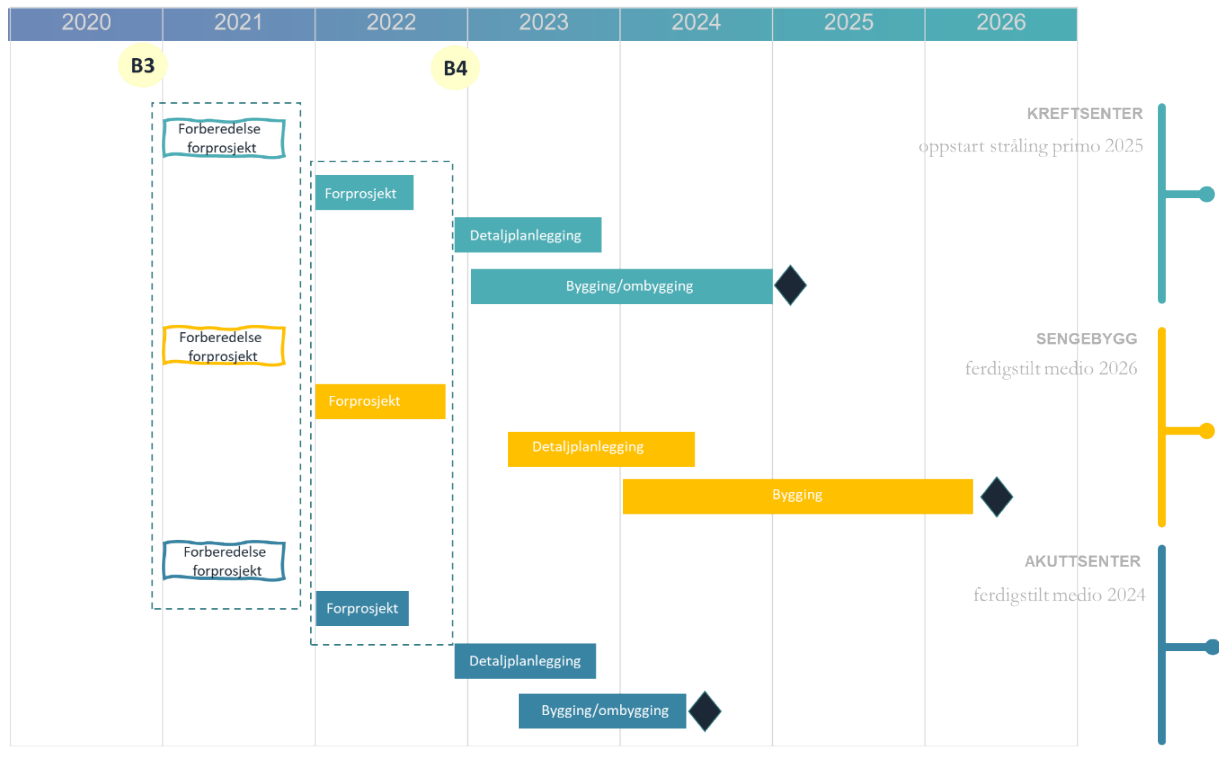 2020 2021 2022 2023 2024 2025 2026
B3 B4
KREFTSENTER
oppstart stråling primo 2025
Forberedelse
forprosjekt
Forprosjekt
Detaljplanlegging
Bygging/ombygging
SENGEBYGG
ferdigstilt medio 2026
Forberedelse
forprosjekt
Forprosjekt
Detaljplanlegging
Bygging
AKUTTSENTER
ferdigstilt medio 2024
Forberedelse
forprosjekt
Forprosjekt
Detaljplanlegging
Bygging/ombygging